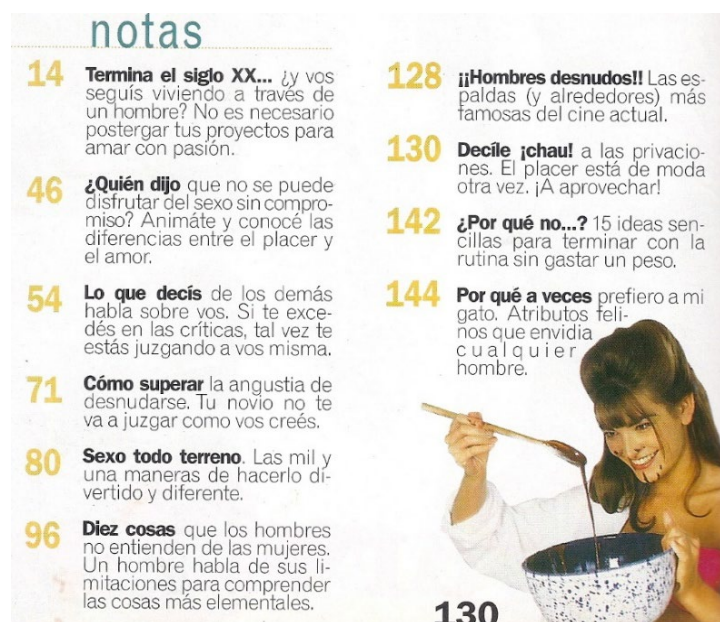 notas
14 Termina el siglo XX... ¿y vos
seguís viviendo a través de
un hombre? No es necesario
postergar tus proyectos para
amar con pasión.
46 ¿Quién dijo que no se puede
disfrutar del sexo sin compro-
miso? Animáte y conocé las
diferencias entre el placer y
el amor.
54 Lo que decís de los demás
habla sobre vos. Si te exce-
dés en las críticas, tal vez te
estás juzgando a vos misma.
71 Cómo superar la angustia de
desnudarse. Tu novio no te
va a juzgar como vos creés.
80 Sexo todo terreno. Las mil y
una maneras de hacerlo di-
vertido y diferente.
96 Diez cosas que los hombres
no entienden de las mujeres.
Un hombre habla de sus li-
mitaciones para comprender
las cosas más elementales.
128 ¡¡Hombres desnudos!! Las es-
paldas (y alrededores) más
famosas del cine actual.
130 Decíle ¡chau! a las privacio-
nes. El placer está de moda
otra vez. ¡A aprovechar!
142 ¿Por qué no...? 15 ideas sen-
cillas para terminar con la
rutina sin gastar un peso.
144 Por qué a veces prefiero a mi
gato. Atributos feli-
nos que envidia
cualquier
hombre.
130